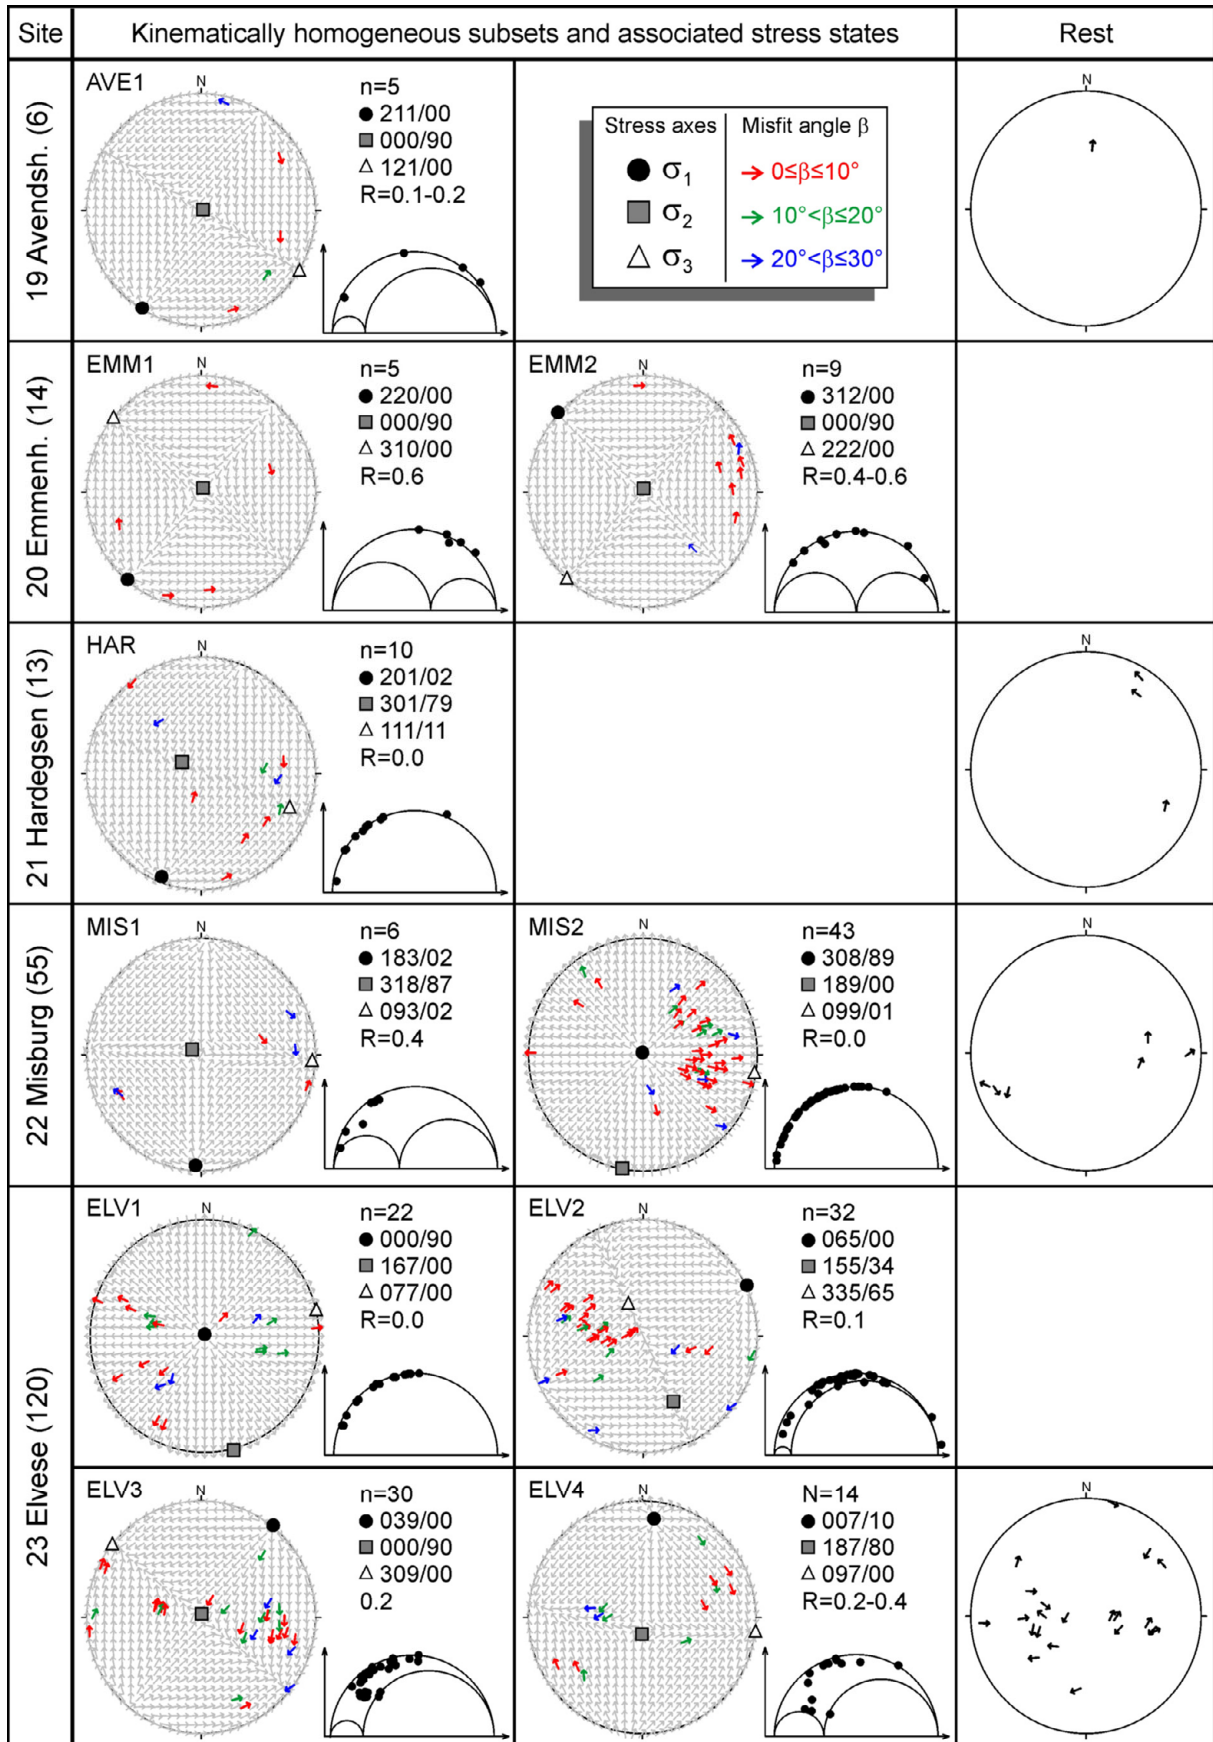 Site
Kinematically homogeneous subsets and associated stress states
Rest
19 Avendsh. (6)
AVE1
N
n=5
211/00
000/90
121/00
R=0.1-0.2
Stress axes
Misfit angle β
σ1
0≤β≤10°
σ2
10°<β≤20°
σ3
20°<β≤30°
N
20 Emmenh. (14)
EMM1
N
n=5
220/00
000/90
310/00
R=0.6
EMM2
N
n=9
312/00
000/90
222/00
R=0.4-0.6
21 Hardegsen (13)
HAR
N
n=10
201/02
301/79
111/11
R=0.0
N
22 Misburg (55)
MIS1
N
n=6
183/02
318/87
093/02
R=0.4
MIS2
N
n=43
308/89
189/00
099/01
R=0.0
N
23 Elvese (120)
ELV1
N
n=22
000/90
167/00
077/00
R=0.0
ELV2
N
n=32
065/00
155/34
335/65
R=0.1
ELV3
N
n=30
039/00
000/90
309/00
0.2
ELV4
N
N=14
007/10
187/80
097/00
R=0.2-0.4
N